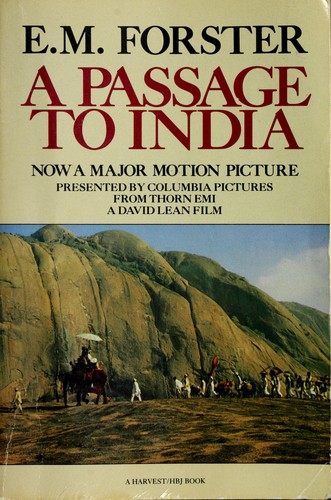 E.M. FORSTER
A PASSAGE
TO INDIA
NOW A MAJOR MOTION PICTURE
PRESENTED BY COLUMBIA PICTURES
FROM THORN EMI
A DAVID LEAN FILM
A HARVEST/HBJ BOOK